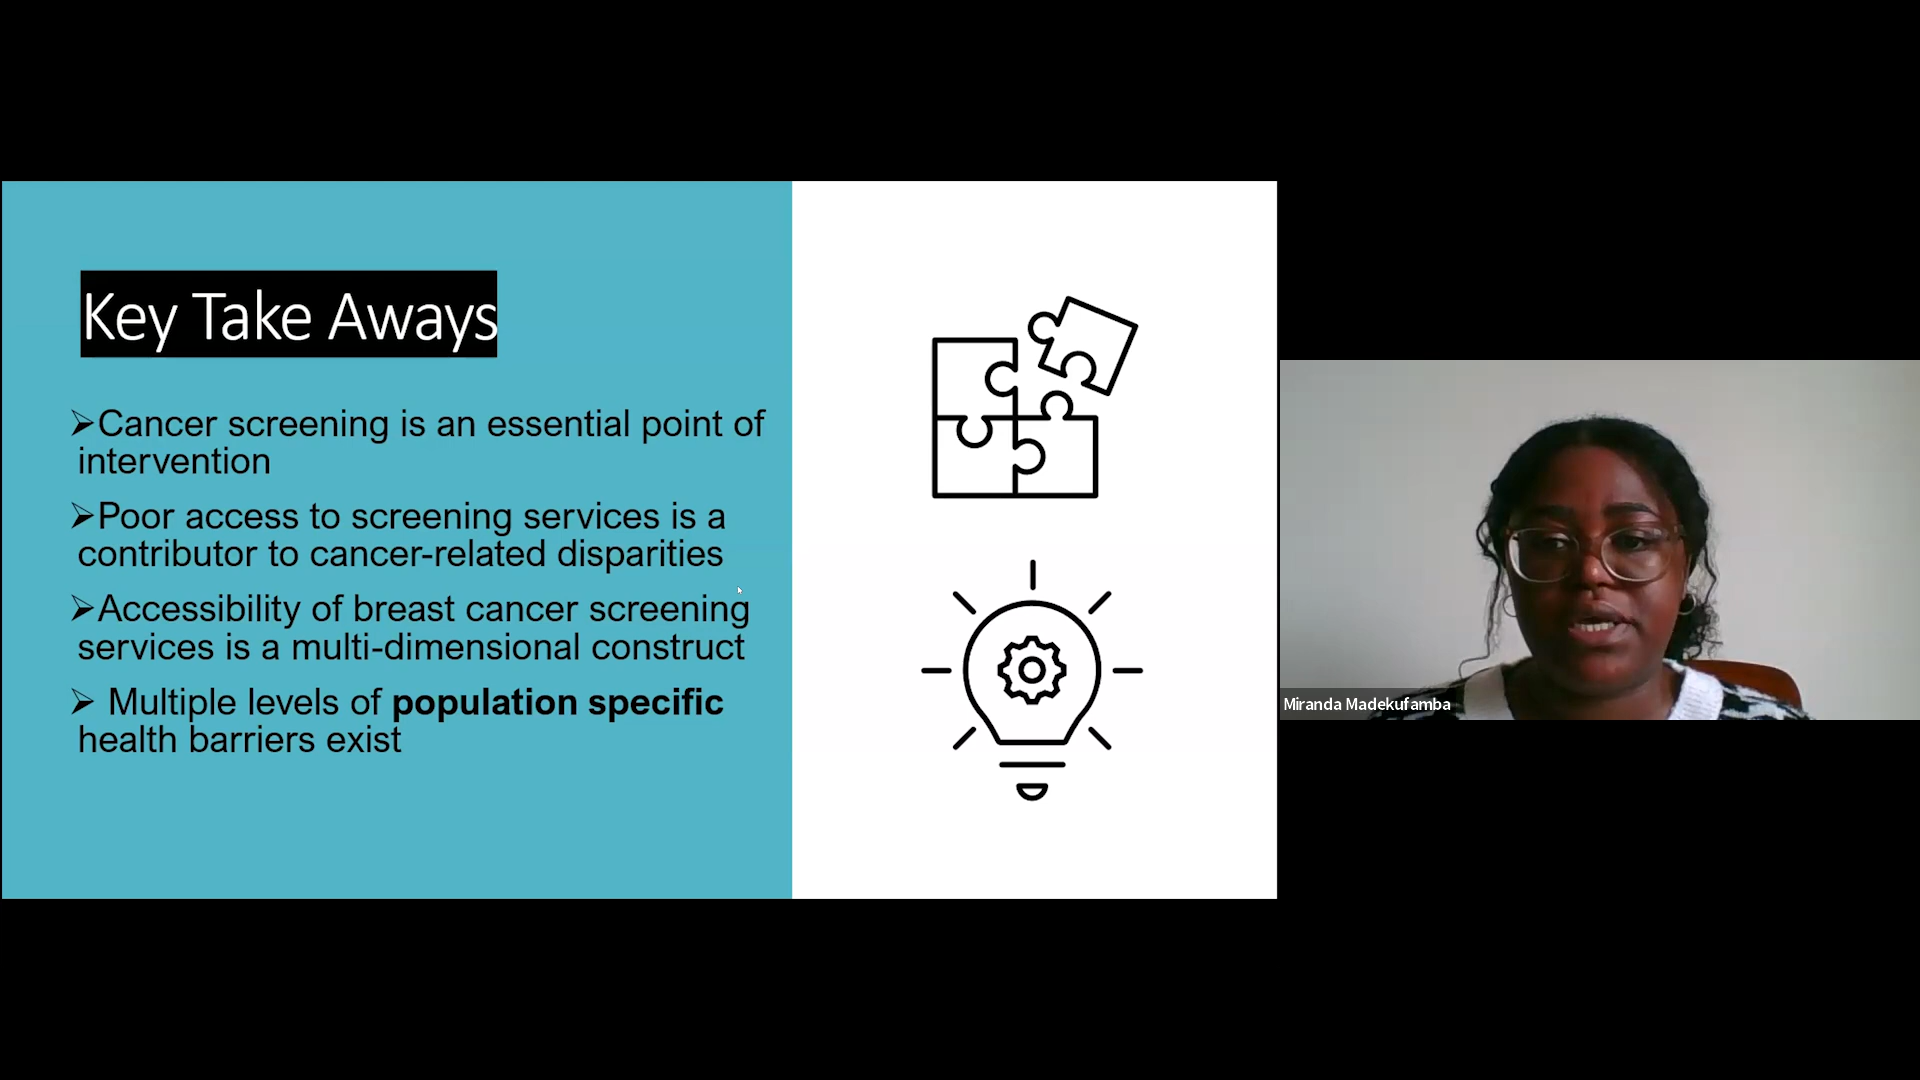 Key Take Aways
➢Cancer screening is an essential point of
intervention
➢Poor access to screening services is a
contributor to cancer-related disparities
➢Accessibility of breast cancer screening
services is a multi-dimensional construct
➢ Multiple levels of population specific
health barriers exist
Miranda Madekufamba